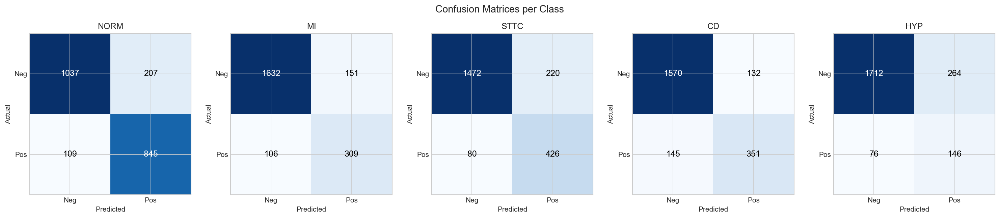 Confusion Matrices per Class
NORM
Actual
Neg
1037
207
Pos
109
845
Neg
Pos
Predicted
MI
Actual
Neg
1632
151
Pos
106
309
Neg
Pos
Predicted
STTC
Actual
Neg
1472
220
Pos
80
426
Neg
Pos
Predicted
CD
Actual
Neg
1570
132
Pos
145
351
Neg
Pos
Predicted
HYP
Actual
Neg
1712
264
Pos
76
146
Neg
Pos
Predicted